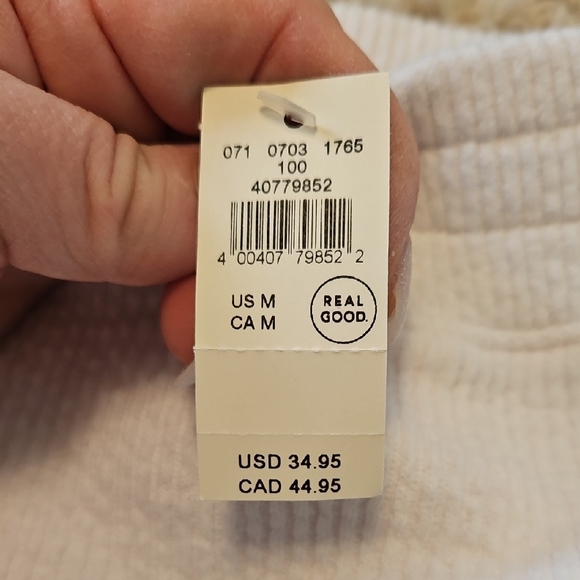 071 0703 1765
100
40779852
4 00407 79852 2
US M
CA M
REAL
GOOD.
USD 34.95
CAD 44.95